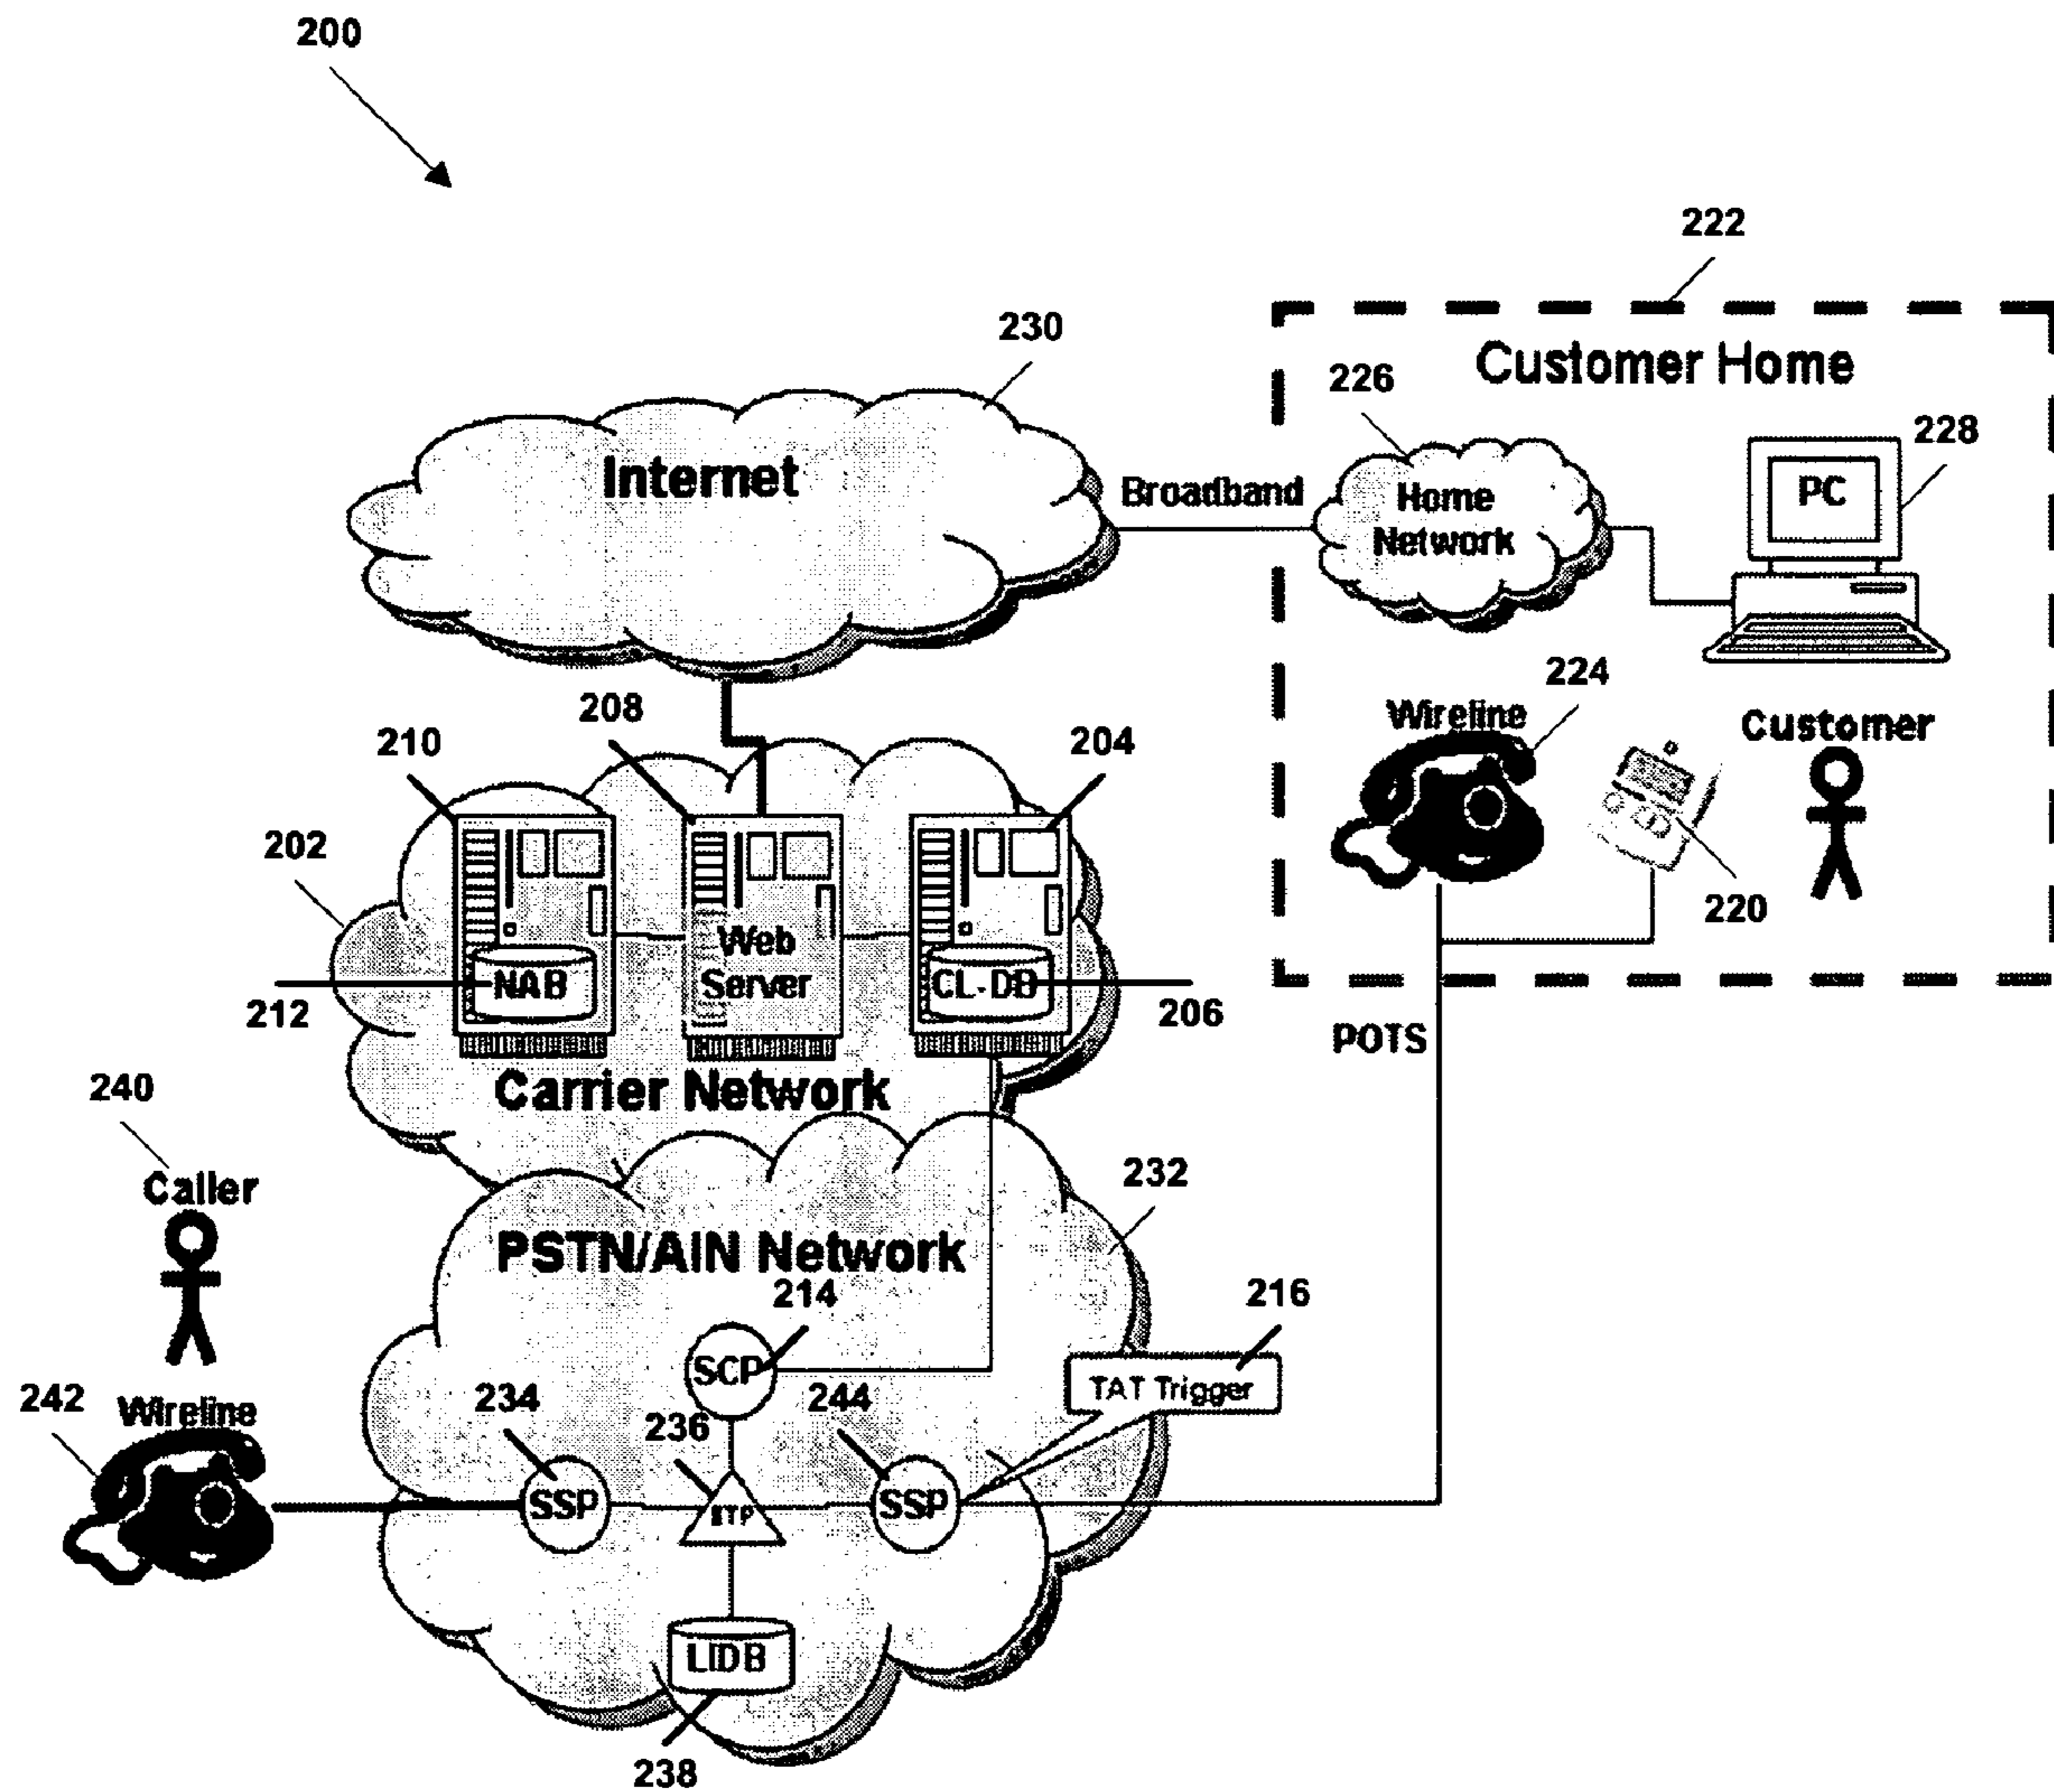 200
222
230
Customer Home
226
228
Internet
Broadband
Home
Network
PC
224
208
Wireline
Customer
210
204
202
220
Web
Server
NAB
CL-DB
212
206
POTS
Carrier Network
240
232
Caller
PSTN/AIN Network
214
216
SCP
TAT Trigger
242
Wireline
234
236
244
SSP
STP
SSP
LIDB
238